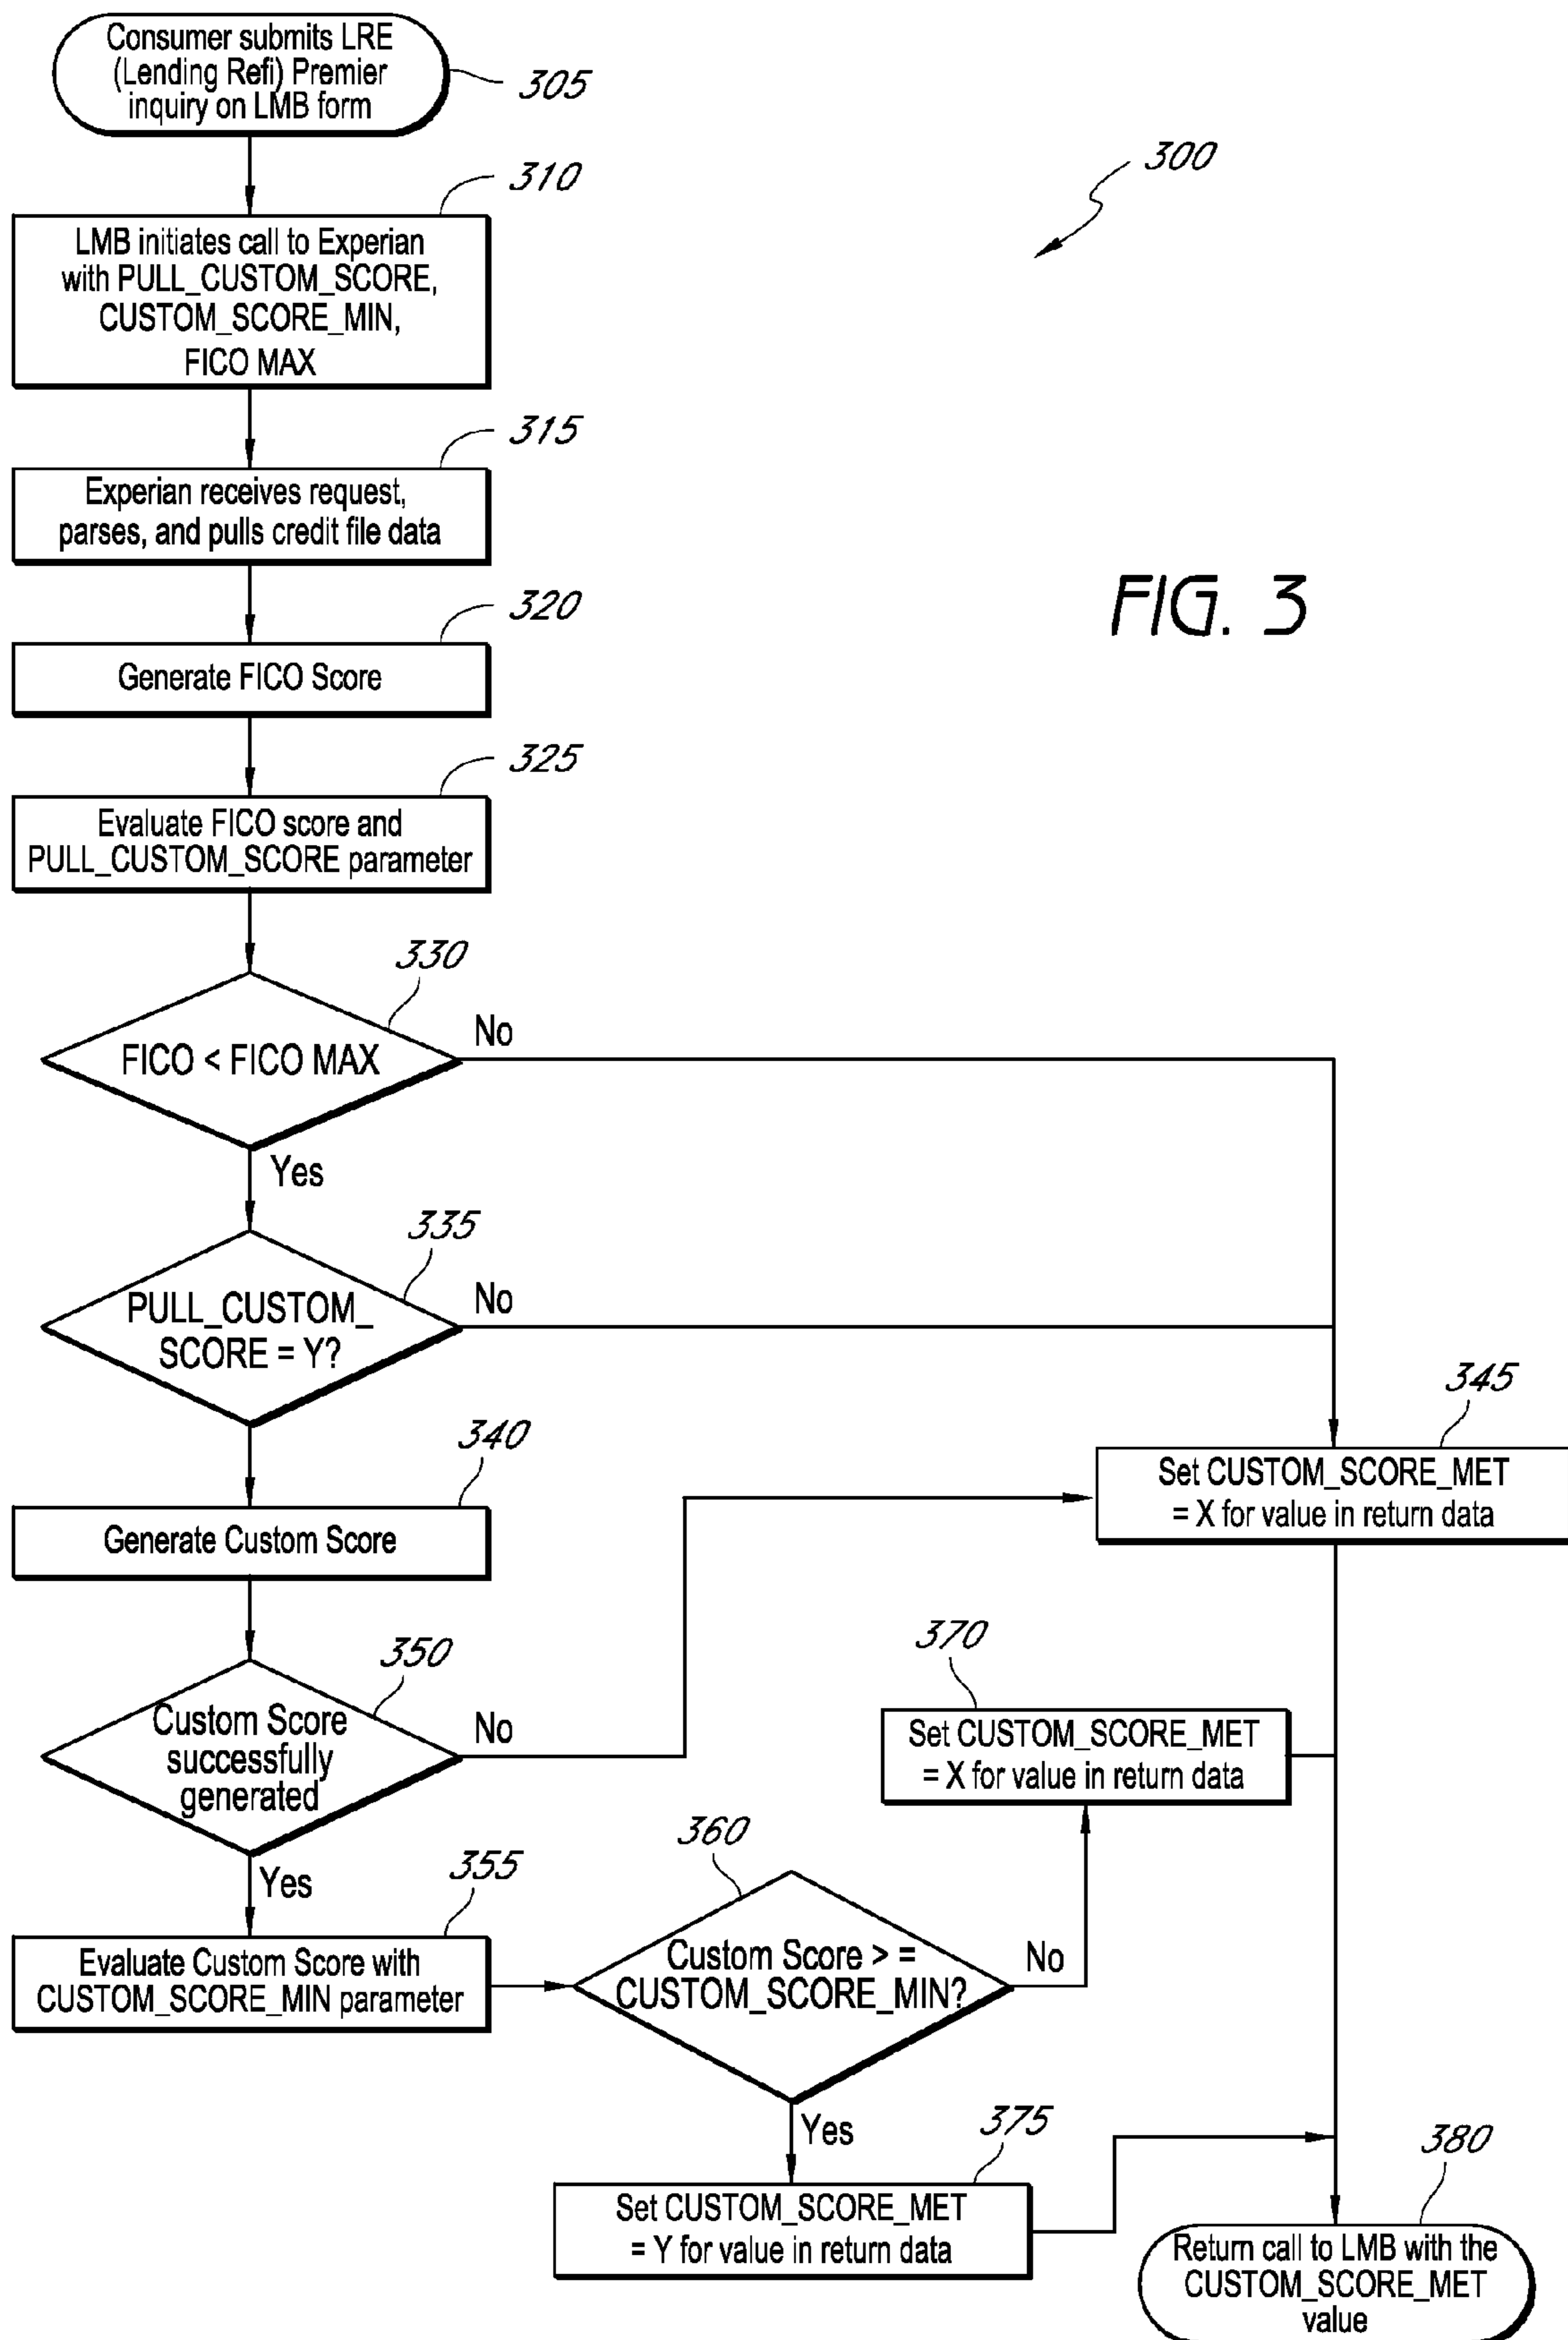 Consumer submits LRE
(Lending Refi) Premier
inquiry on LMB form
305
300
310
LMB initiates call to Experian
with PULL_CUSTOM_SCORE,
CUSTOM_SCORE_MIN,
FICO MAX
315
Experian receives request,
parses, and pulls credit file data
FIG. 3
320
Generate FICO Score
325
Evaluate FICO score and
PULL_CUSTOM_SCORE parameter
330
FICO < FICO MAX
No
Yes
335
PULL_CUSTOM_
SCORE = Y?
No
340
Generate Custom Score
345
Set CUSTOM_SCORE_MET
= X for value in return data
350
Custom Score
successfully
generated
No
Yes
370
Set CUSTOM_SCORE_MET
= X for value in return data
355
Evaluate Custom Score with
CUSTOM_SCORE_MIN parameter
360
Custom Score > =
CUSTOM_SCORE_MIN?
No
Yes
375
Set CUSTOM_SCORE_MET
= Y for value in return data
380
Return call to LMB with the
CUSTOM_SCORE_MET
value